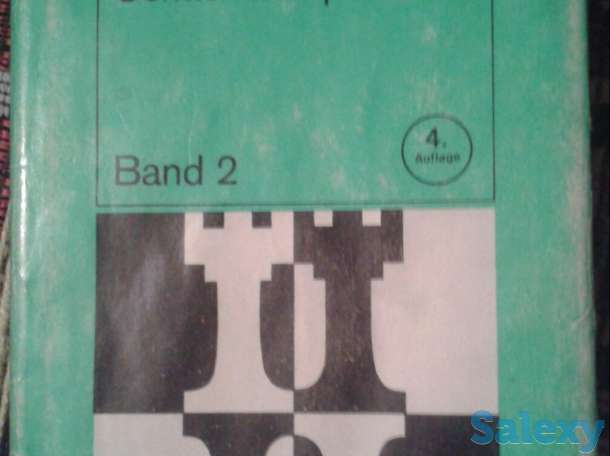 4.
Auflage
Band 2
Salexy